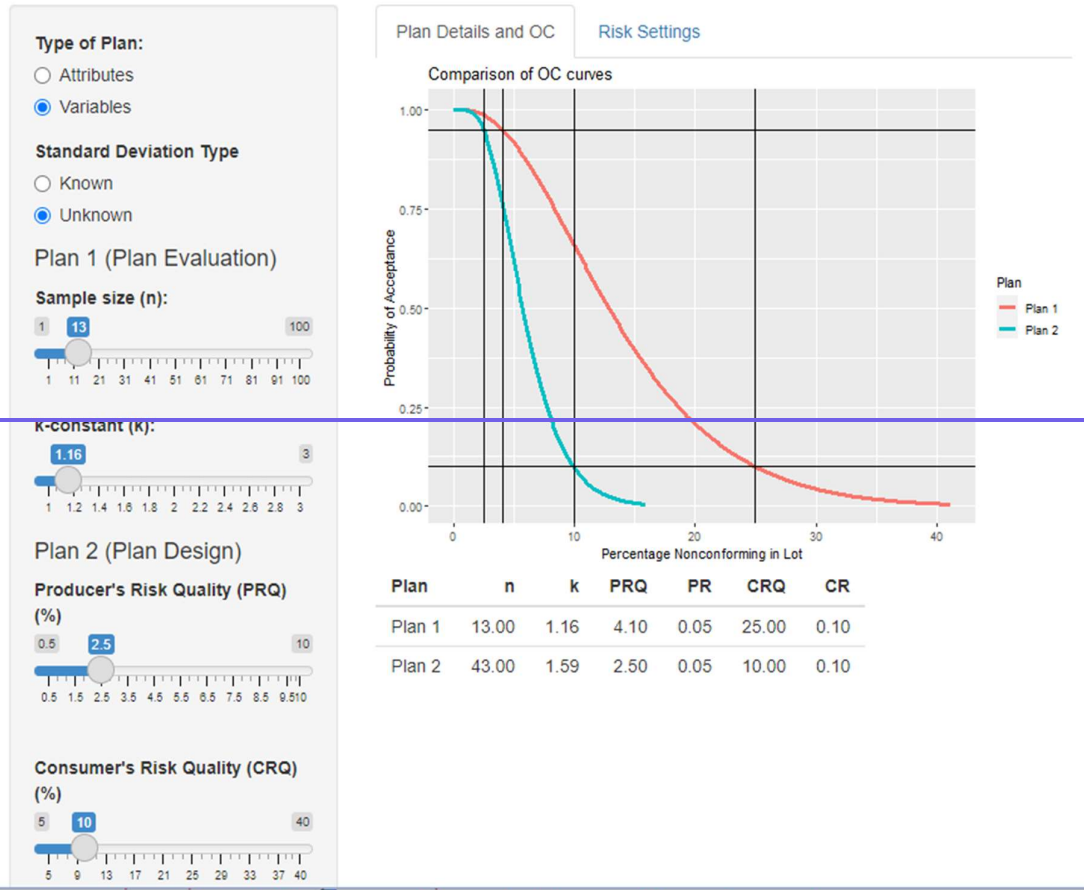 Type of Plan:
Attributes
Variables
Standard Deviation Type
Known
Unknown
Plan 1 (Plan Evaluation)
Sample size (n):
1 13 100
1 11 21 31 41 51 61 71 81 91 100
k-constant (k):
1.16 3
1 1.2 1.4 1.6 1.8 2 2.2 2.4 2.6 2.8 3
Plan 2 (Plan Design)
Producer's Risk Quality (PRQ)
(%)
0.5 2.5 10
0.5 1.5 2.5 3.5 4.5 5.5 6.5 7.5 8.5 9.510
Consumer's Risk Quality (CRQ)
(%)
5 10 40
5 9 13 17 21 25 29 33 37 40
Plan Details and OC Risk Settings
Comparison of OC curves
Probability of Acceptance
1.00
0.75
0.50
0.25
0.00
0 10 20 30 40
Percentage Nonconforming in Lot
Plan
Plan 1
Plan 2
Plan n k PRQ PR CRQ CR
Plan 1 13.00 1.16 4.10 0.05 25.00 0.10
Plan 2 43.00 1.59 2.50 0.05 10.00 0.10